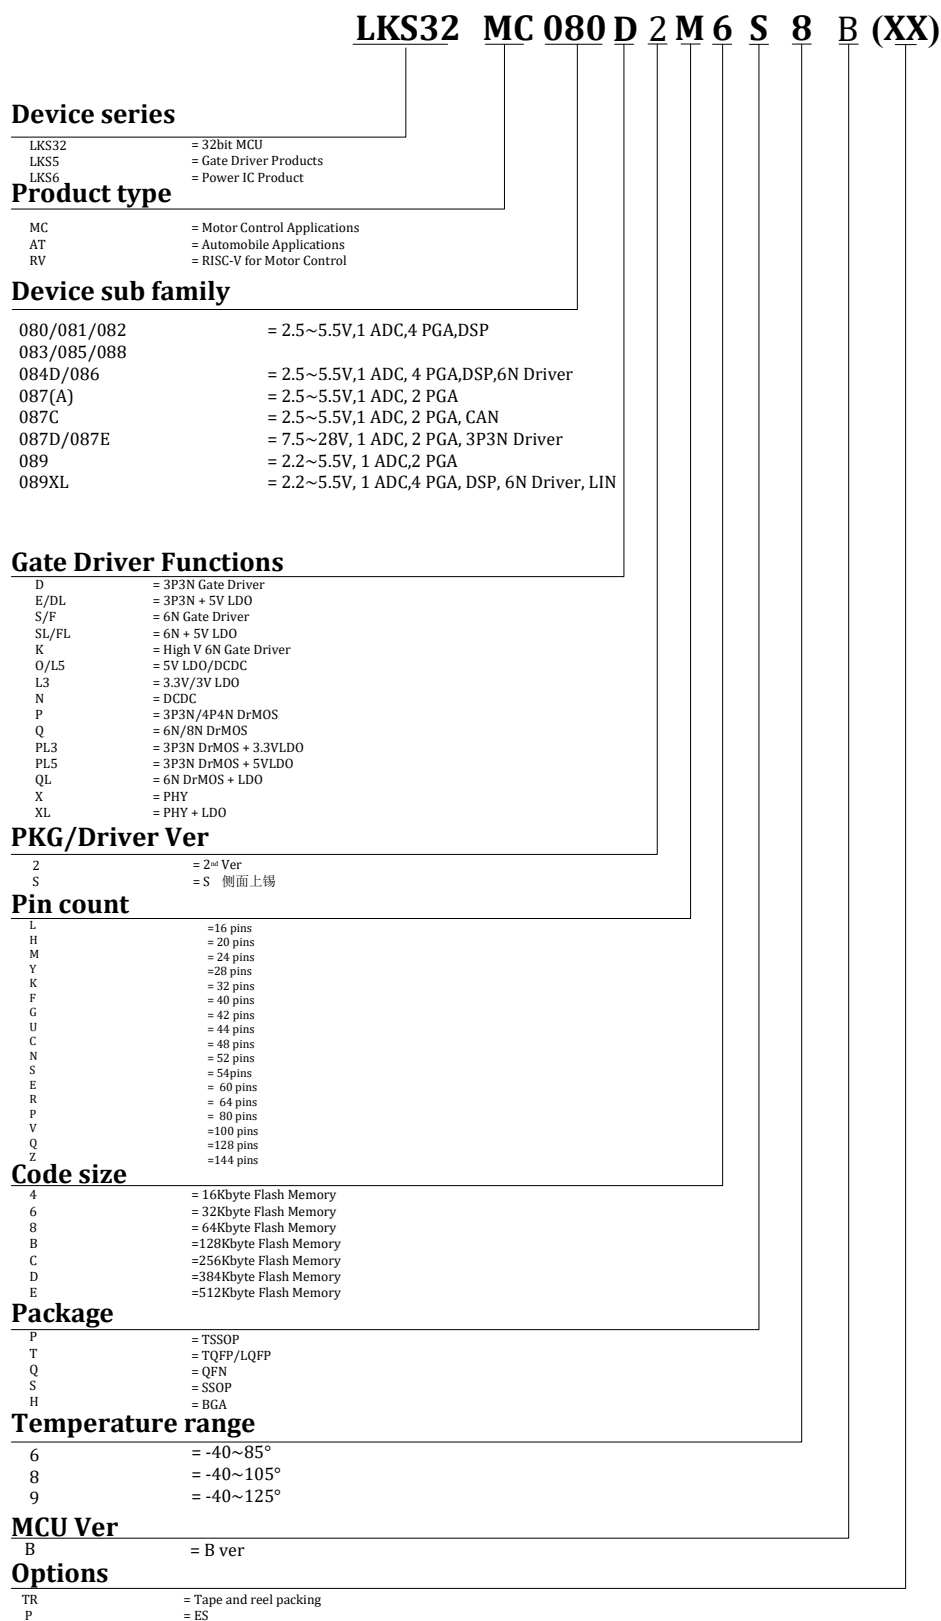 LKS32 MC 080 D 2 M 6 S 8 B (XX)
Device series
LKS32 = 32bit MCU
LKS5 = Gate Driver Products
LKS6 = Power IC Product
Product type
MC = Motor Control Applications
AT = Automobile Applications
RV = RISC-V for Motor Control
Device sub family
080/081/082 = 2.5~5.5V,1 ADC,4 PGA,DSP
083/085/088
084D/086 = 2.5~5.5V,1 ADC, 4 PGA,DSP,6N Driver
087(A) = 2.5~5.5V,1 ADC, 2 PGA
087C = 2.5~5.5V,1 ADC, 2 PGA, CAN
087D/087E = 7.5~28V, 1 ADC, 2 PGA, 3P3N Driver
089 = 2.2~5.5V, 1 ADC,2 PGA
089XL = 2.2~5.5V, 1 ADC,4 PGA, DSP, 6N Driver, LIN
Gate Driver Functions
D = 3P3N Gate Driver
E/DL = 3P3N + 5V LDO
S/F = 6N Gate Driver
SL/FL = 6N + 5V LDO
K = High V 6N Gate Driver
O/L5 = 5V LDO/DCDC
L3 = 3.3V/3V LDO
N = DCDC
P = 3P3N/4P4N DrMOS
Q = 6N/8N DrMOS
PL3 = 3P3N DrMOS + 3.3VLDO
PL5 = 3P3N DrMOS + 5VLDO
QL = 6N DrMOS + LDO
X = PHY
XL = PHY + LDO
PKG/Driver Ver
2 = 2nd Ver
S = S 侧面上锡
Pin count
L =16 pins
H = 20 pins
M = 24 pins
Y =28 pins
K = 32 pins
F = 40 pins
G = 42 pins
U = 44 pins
C = 48 pins
N = 52 pins
S = 54pins
E = 60 pins
R = 64 pins
P = 80 pins
V =100 pins
Q =128 pins
Z =144 pins
Code size
4 = 16Kbyte Flash Memory
6 = 32Kbyte Flash Memory
8 = 64Kbyte Flash Memory
B =128Kbyte Flash Memory
C =256Kbyte Flash Memory
D =384Kbyte Flash Memory
E =512Kbyte Flash Memory
Package
P = TSSOP
T = TQFP/LQFP
Q = QFN
S = SSOP
H = BGA
Temperature range
6 = -40~85°
8 = -40~105°
9 = -40~125°
MCU Ver
B = B ver
Options
TR = Tape and reel packing
P = ES